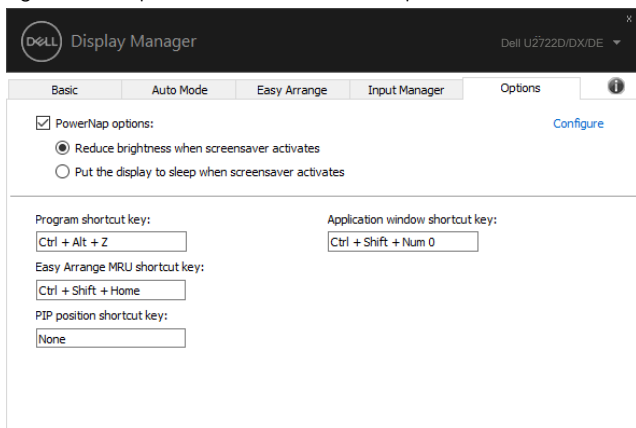 DELL Display Manager
x
Dell U2722D/DX/DE
Basic Auto Mode Easy Arrange Input Manager Options i
PowerNap options: Configure
Reduce brightness when screensaver activates
Put the display to sleep when screensaver activates
Program shortcut key: Application window shortcut key:
Ctrl + Alt + Z Ctrl + Shift + Num 0
Easy Arrange MRU shortcut key:
Ctrl + Shift + Home
PIP position shortcut key:
None